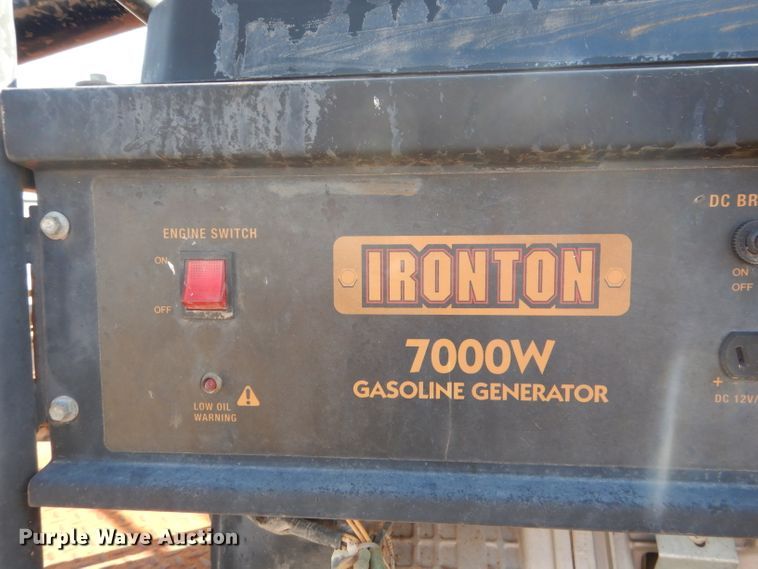 ENGINE SWITCH
ON
OFF
LOW OIL
WARNING
IRONTON
7000W
GASOLINE GENERATOR
DC BR
ON
OFF
+ -
DC 12V/
Purple Wave Auction